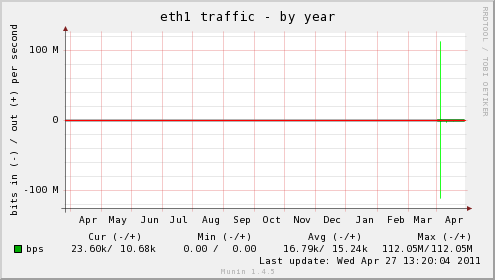 eth1 traffic - by year
RRDTOOL / TOBI OETIKER
bits in (-) / out (+) per second
100 M
0
-100 M
Apr May Jun Jul Aug Sep Oct Nov Dec Jan Feb Mar Apr
Cur (-/+) Min (-/+) Avg (-/+) Max (-/+)
bps 23.60k/ 10.68k 0.00 / 0.00 16.79k/ 15.24k 112.05M/112.05M
Last update: Wed Apr 27 13:20:04 2011
Munin 1.4.5